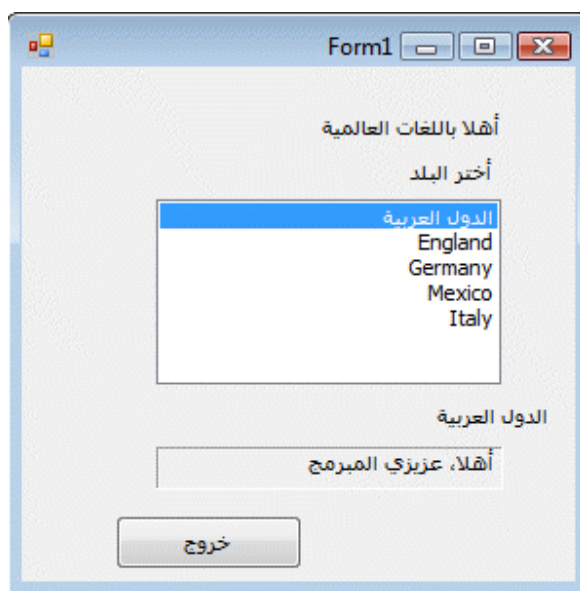 Form1
أهلا باللغات العالمية
أختر البلد
الدول العربية
England
Germany
Mexico
Italy
الدول العربية
أهلا، عزيزي المبرمج
خروج